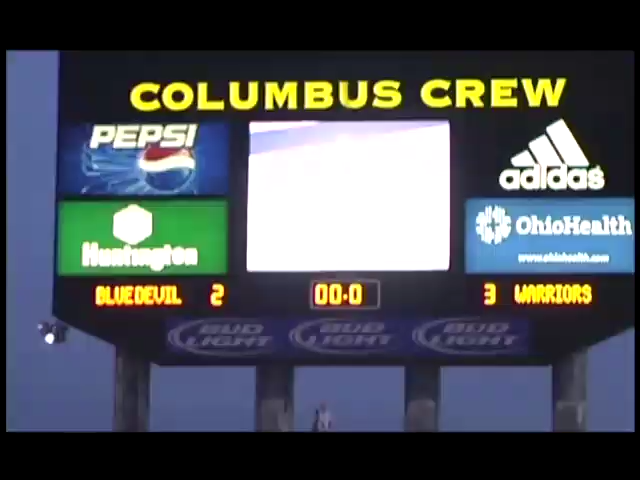 COLUMBUS CREW
PEPSI
adidas
Huntington
OhioHealth
www.ohiohealth.com
BLUEDEVIL 2 00:0 3 WARRIORS
BUD LIGHT BUD LIGHT BUD LIGHT